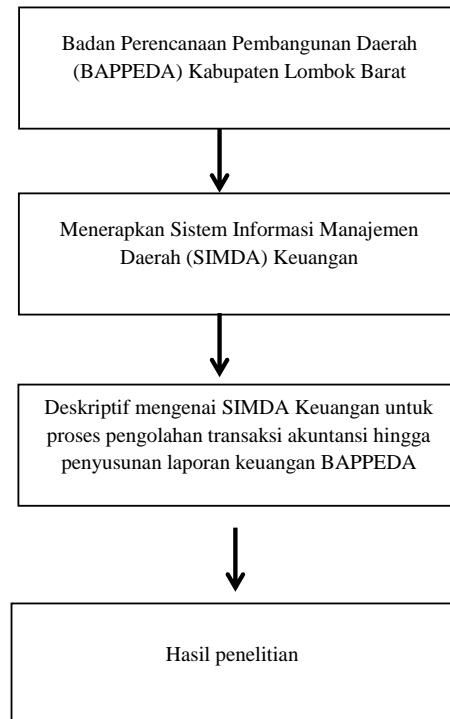 Badan Perencanaan Pembangunan Daerah
(BAPPEDA) Kabupaten Lombok Barat
Menerapkan Sistem Informasi Manajemen
Daerah (SIMDA) Keuangan
Deskriptif mengenai SIMDA Keuangan untuk
proses pengolahan transaksi akuntansi hingga
penyusunan laporan keuangan BAPPEDA
Hasil penelitian